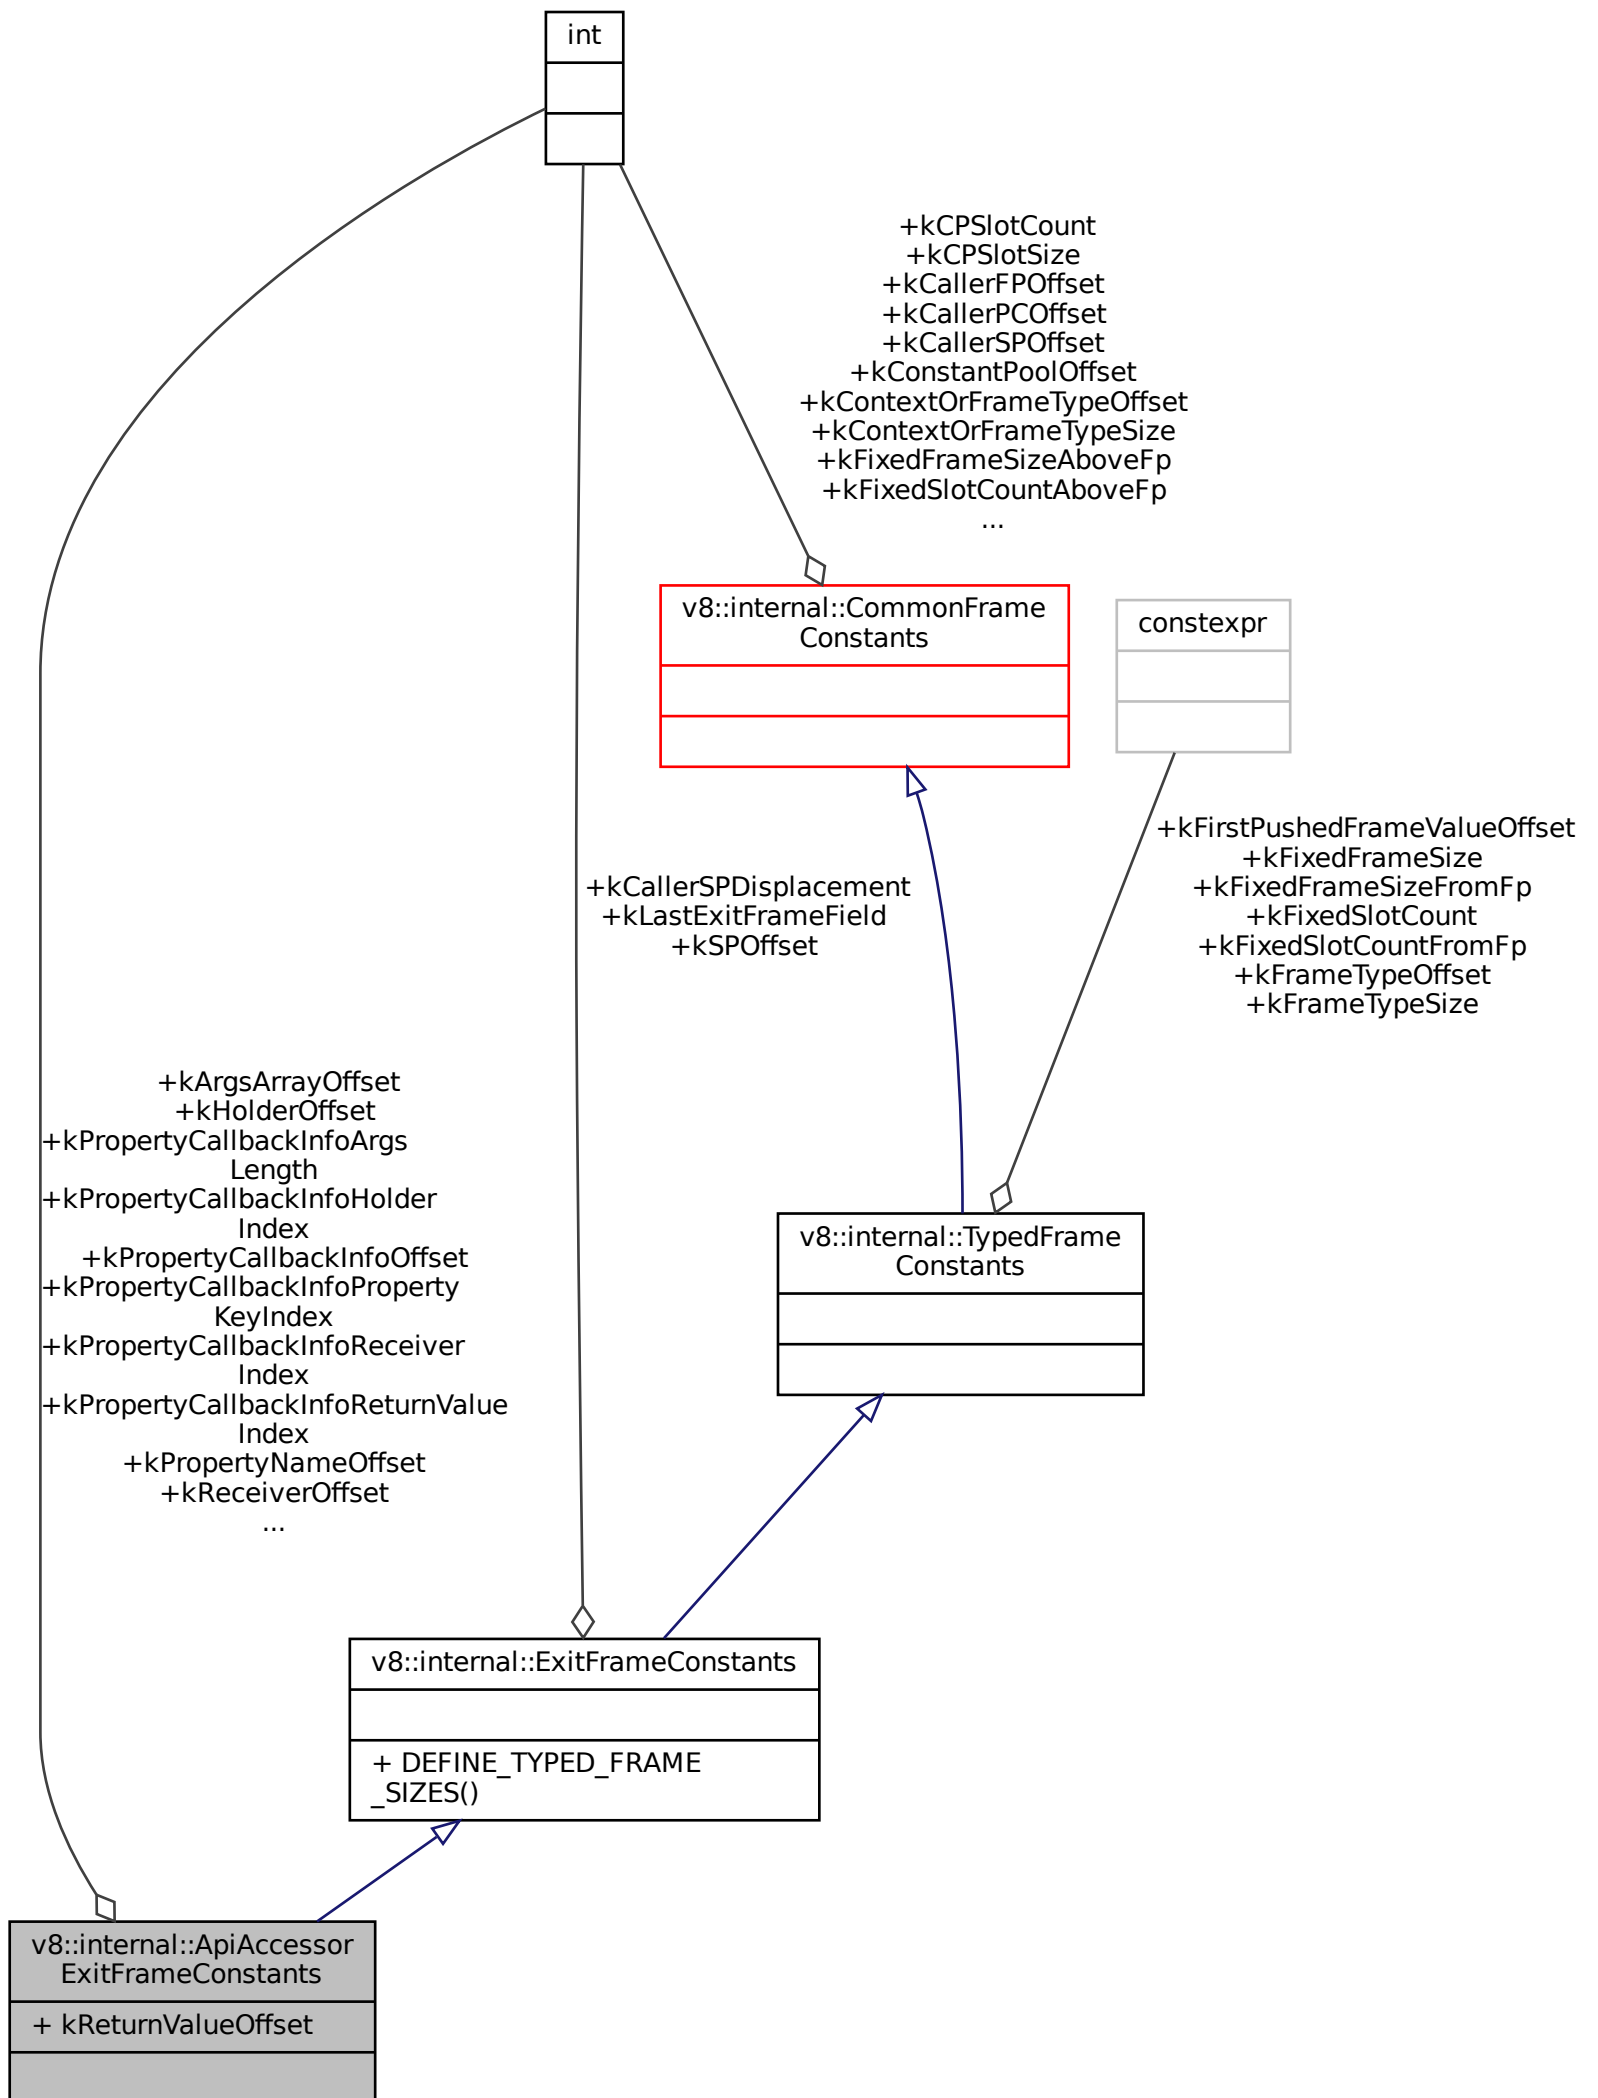 int
+kCPSlotCount
+kCPSlotSize
+kCallerFPOffset
+kCallerPCOffset
+kCallerSPOffset
+kConstantPoolOffset
+kContextOrFrameTypeOffset
+kContextOrFrameTypeSize
+kFixedFrameSizeAboveFp
+kFixedSlotCountAboveFp
...
v8::internal::CommonFrame
Constants
constexpr
+kFirstPushedFrameValueOffset
+kFixedFrameSize
+kFixedFrameSizeFromFp
+kFixedSlotCount
+kFixedSlotCountFromFp
+kFrameTypeOffset
+kFrameTypeSize
+kCallerSPDisplacement
+kLastExitFrameField
+kSPOffset
+kArgsArrayOffset
+kHolderOffset
+kPropertyCallbackInfoArgs
Length
+kPropertyCallbackInfoHolder
Index
+kPropertyCallbackInfoOffset
+kPropertyCallbackInfoProperty
KeyIndex
+kPropertyCallbackInfoReceiver
Index
+kPropertyCallbackInfoReturnValue
Index
+kPropertyNameOffset
+kReceiverOffset
...
v8::internal::TypedFrame
Constants
v8::internal::ExitFrameConstants
+ DEFINE_TYPED_FRAME
_SIZES()
v8::internal::ApiAccessor
ExitFrameConstants
+ kReturnValueOffset